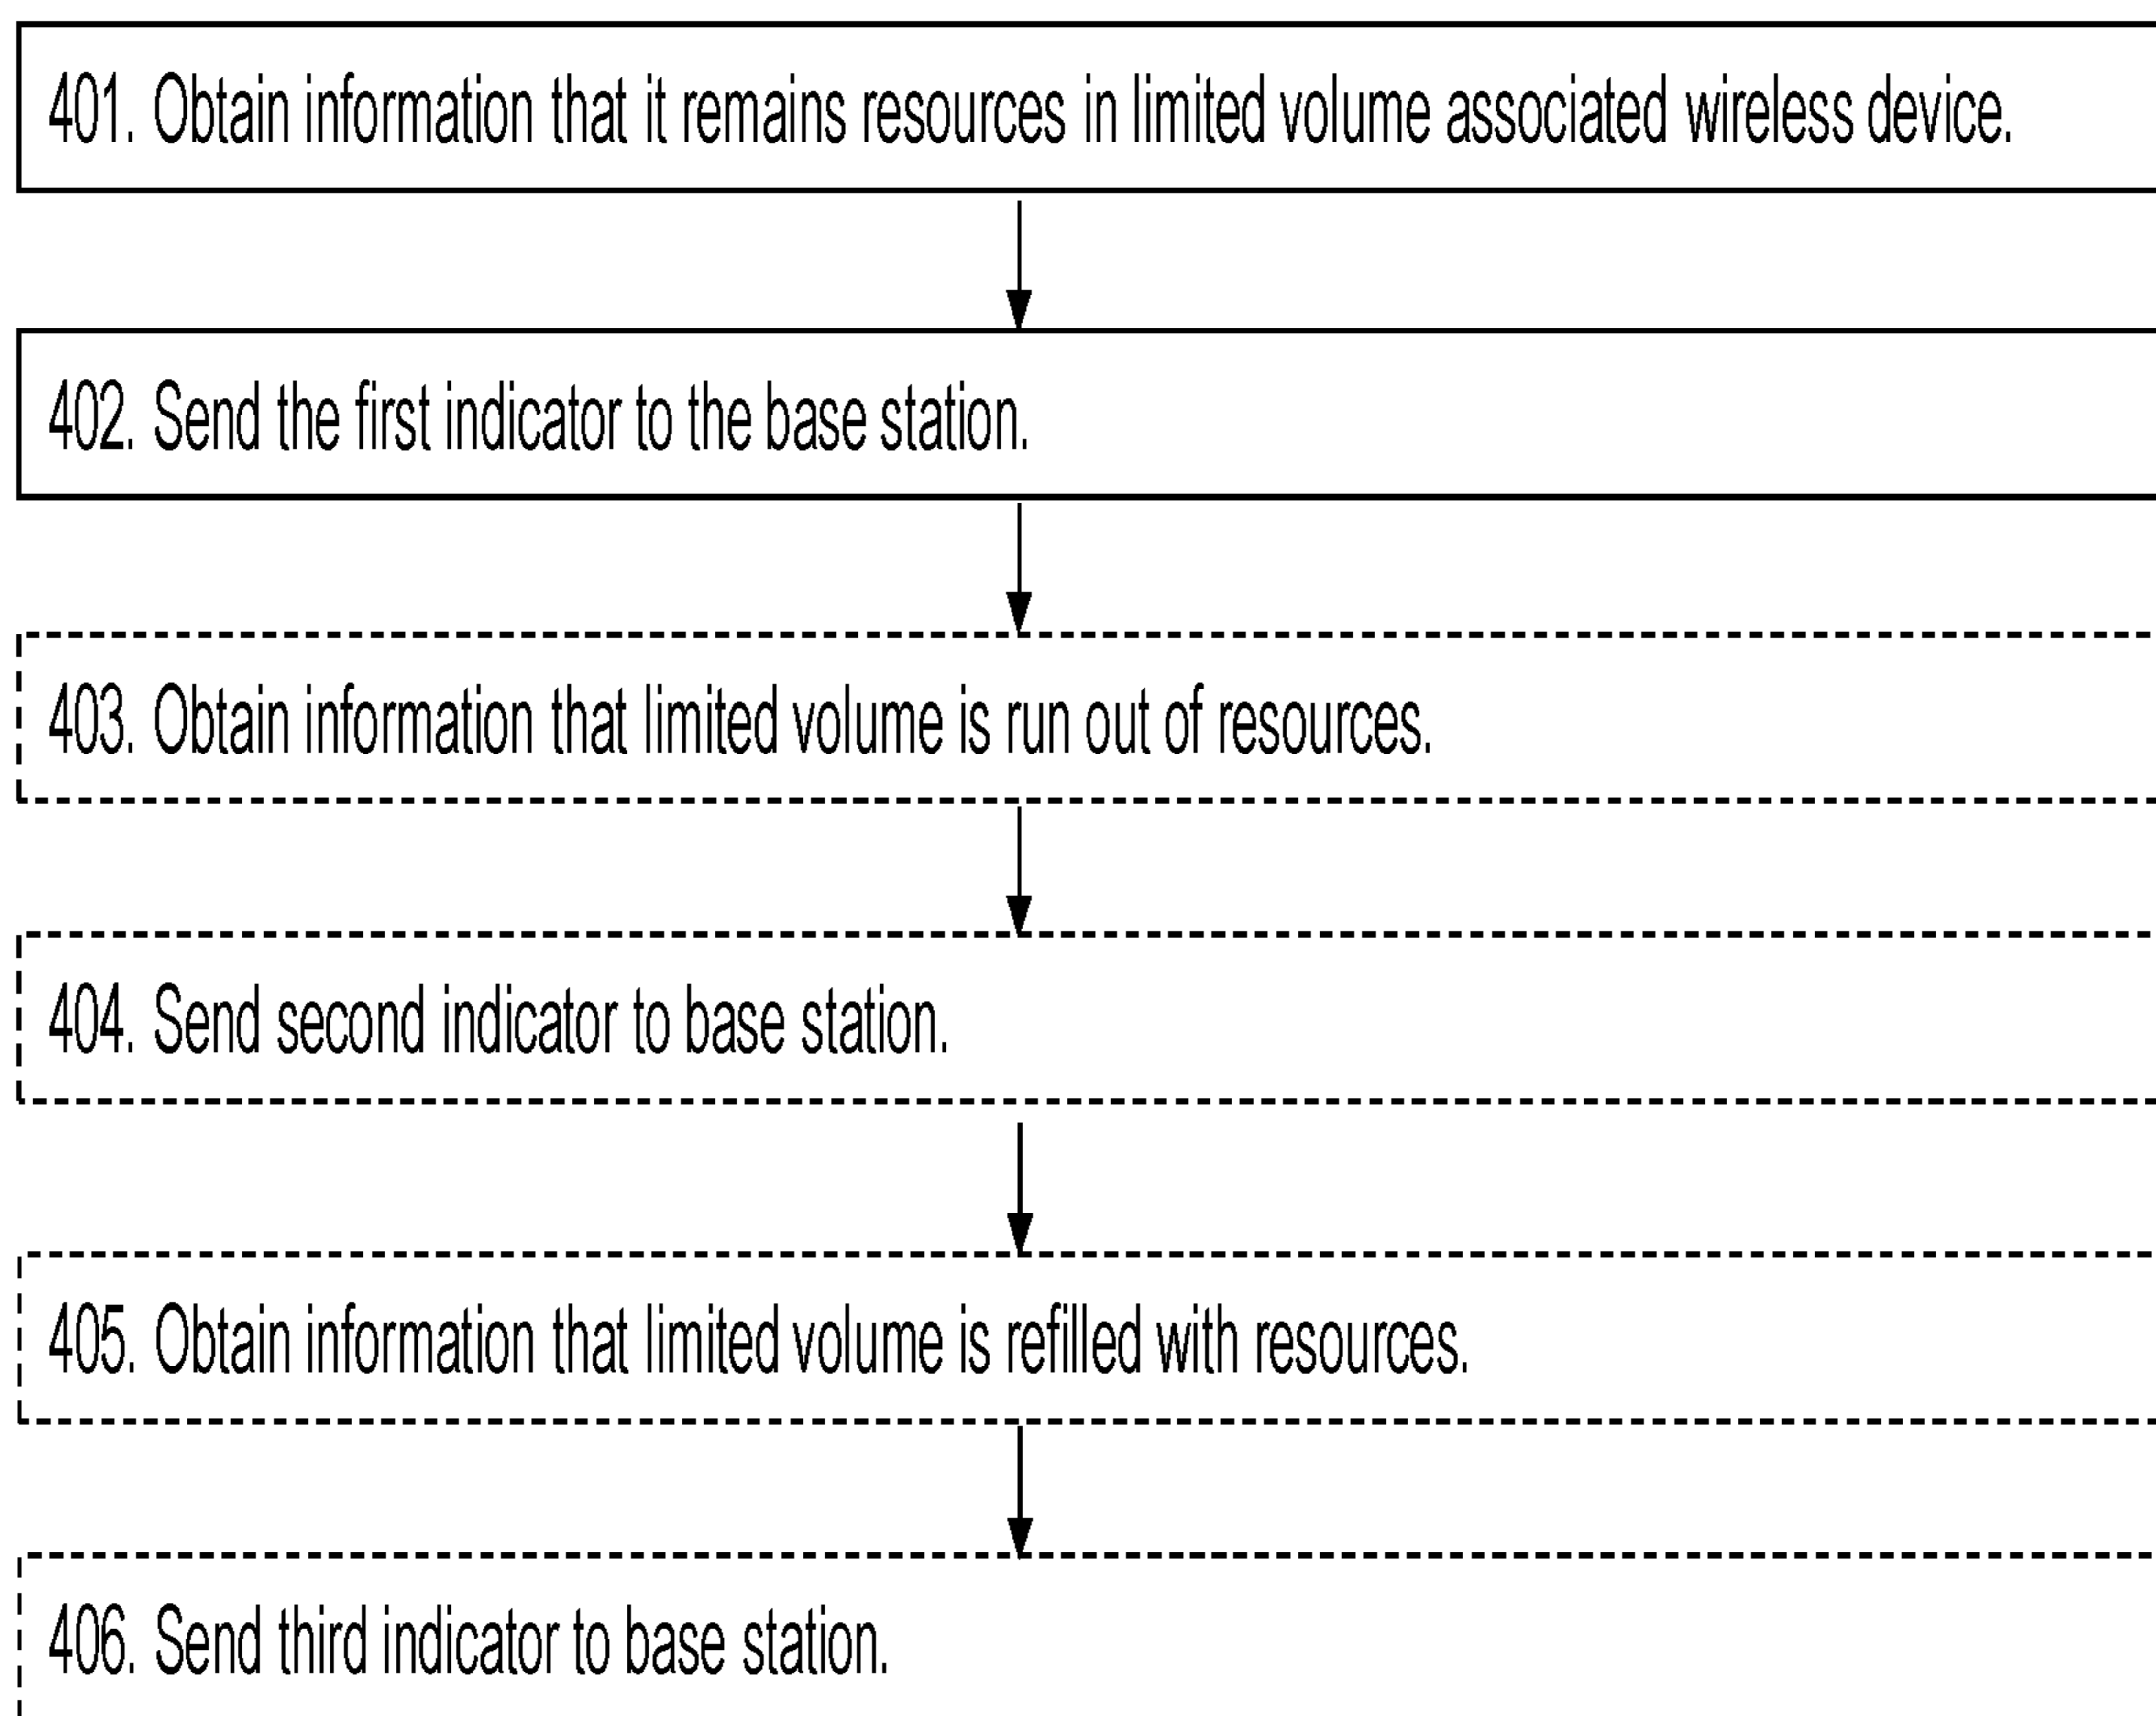 401. Obtain information that it remains resources in limited volume associated wireless device.
402. Send the first indicator to the base station.
403. Obtain information that limited volume is run out of resources.
404. Send second indicator to base station.
405. Obtain information that limited volume is refilled with resources.
406. Send third indicator to base station.